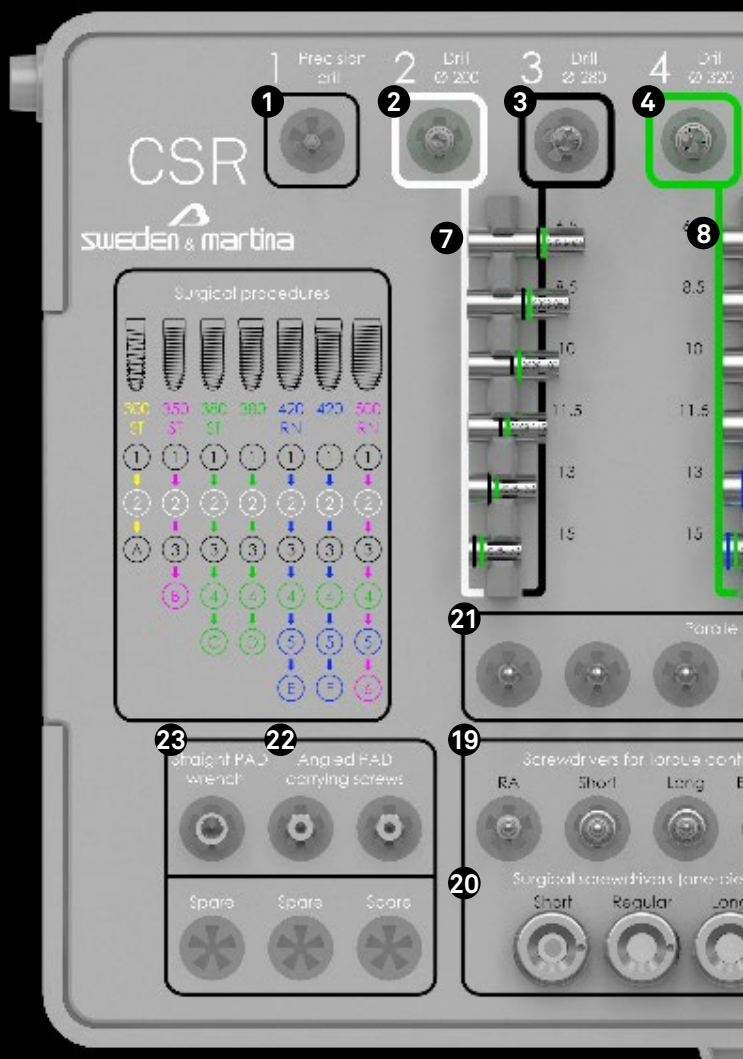 1 Precision drill
2 Drill Ø 200
3 Drill Ø 280
4 Drill Ø 320
1
2
3
4
CSR
sweden & martina
7
8
8.5
8.5
10
10
11.5
11.5
13
13
15
15
Surgical procedures
300 350 380 380 420 420 500
ST ST ST RN RN
1 1 1 1 1 1 1
2 2 2 2 2 2 2
A 3 3 3 3 3 3
B 4 4 4 4 4
C D 5 5 5
E F 6
21
23
Straight PAD
wrench
22
Angled PAD
carrying screws
Spare Spare Spare
19
Screwdrivers for torque
RA Short Long
20
Surgical screwdrivers
Short Regular Long